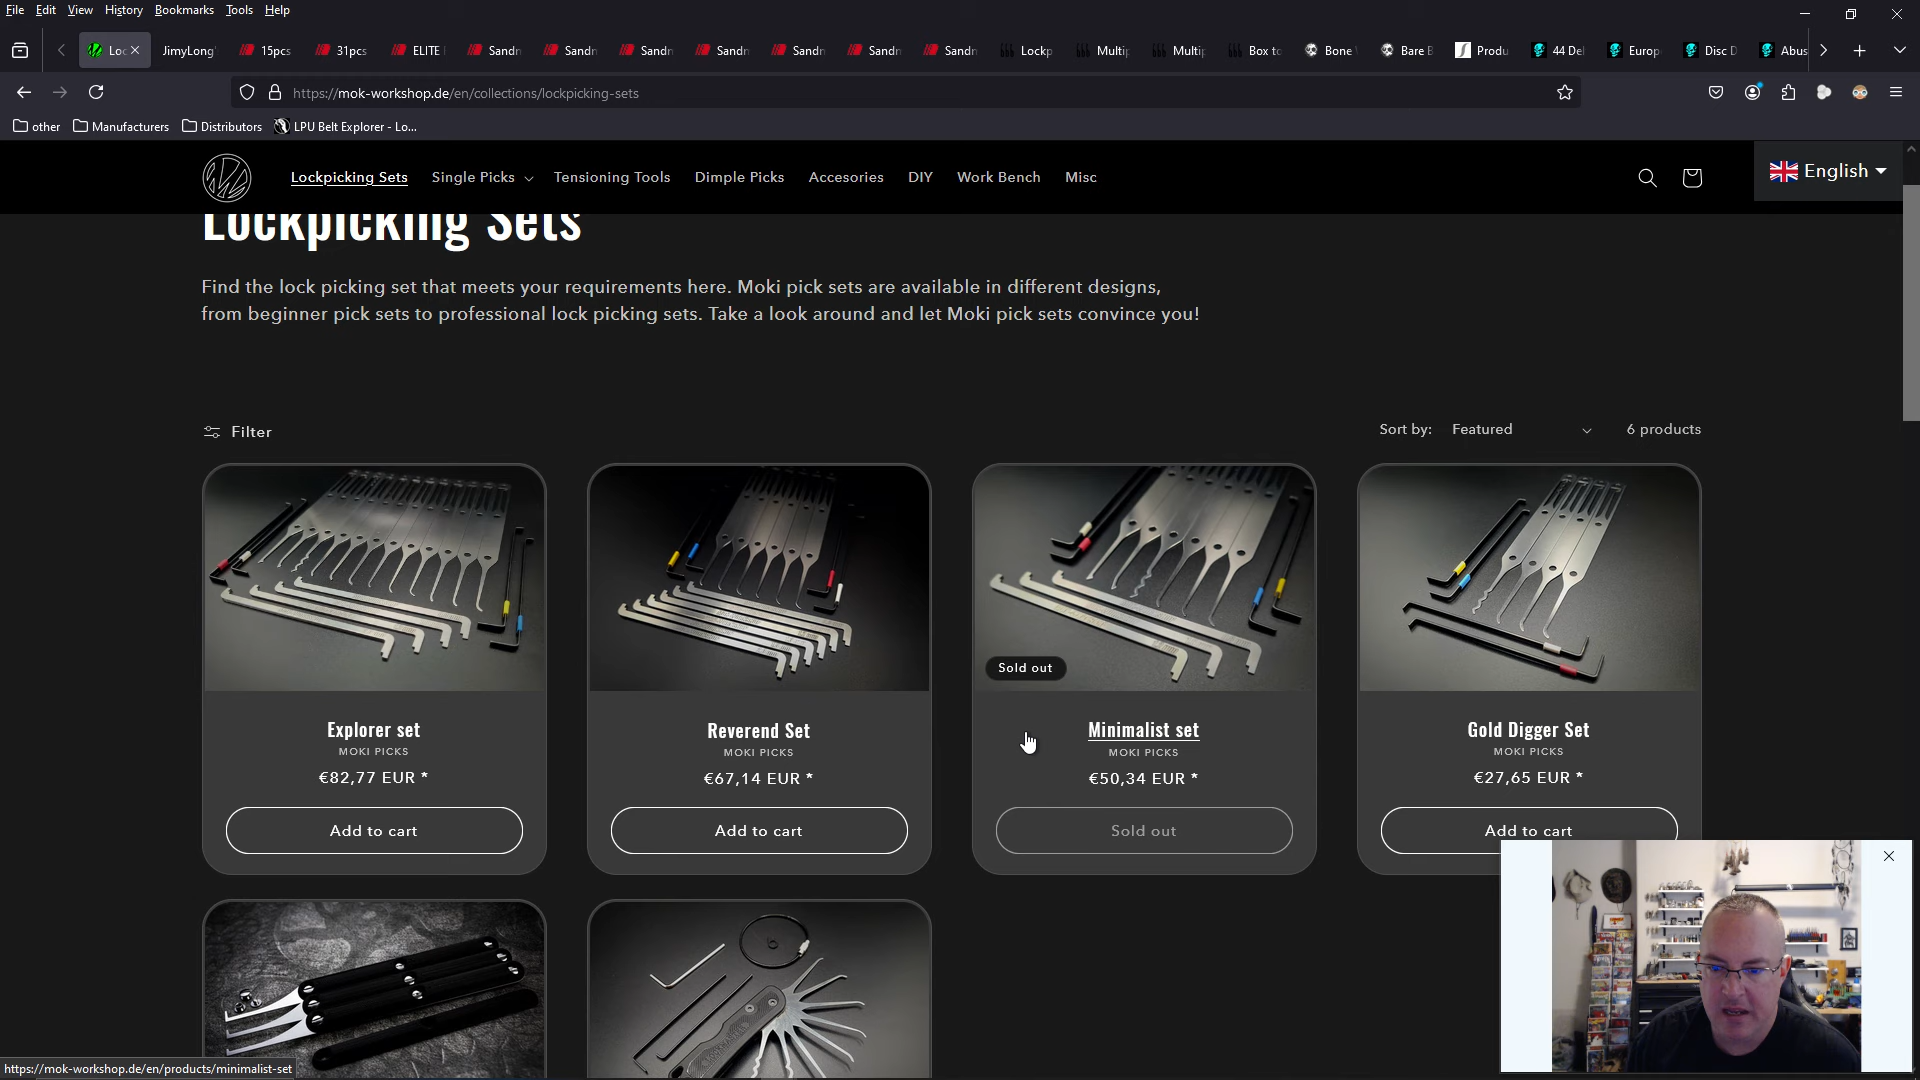 File Edit View History Bookmarks Tools Help
Loc JimyLong' 15pcs 31pcs ELITE Sandn Sandn Sandn Sandn Sandn Sandn Sandn Lockp Multip Multip Box to Bone Bare B Produ 44 Del Europ Disc D Abus
https://mok-workshop.de/en/collections/lockpicking-sets
other Manufacturers Distributors LPU Belt Explorer - Lo...
Lockpicking Sets Single Picks Tensioning Tools Dimple Picks Accesories DIY Work Bench Misc English
Lockpicking Sets
Find the lock picking set that meets your requirements here. Moki pick sets are available in different designs,
from beginner pick sets to professional lock picking sets. Take a look around and let Moki pick sets convince you!
Filter Sort by: Featured 6 products
Sold out
Explorer set Reverend Set Minimalist set Gold Digger Set
MOKI PICKS MOKI PICKS MOKI PICKS MOKI PICKS
€82,77 EUR * €67,14 EUR * €50,34 EUR * €27,65 EUR *
Add to cart Add to cart Sold out Add to cart
https://mok-workshop.de/en/products/minimalist-set